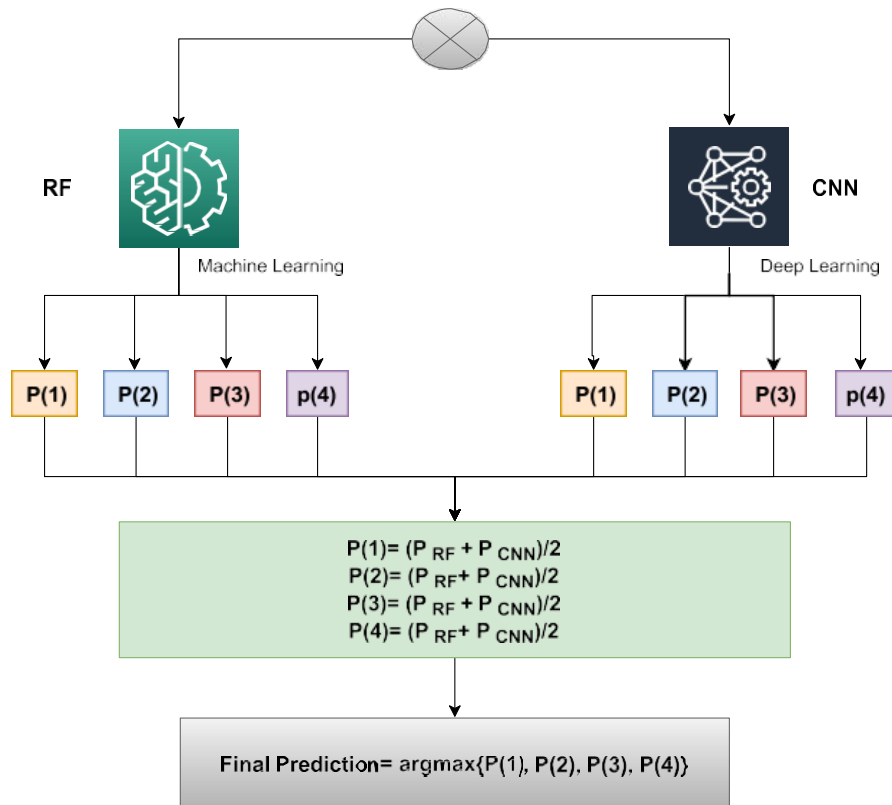 RF
CNN
Machine Learning
Deep Learning
P(1)
P(2)
P(3)
p(4)
P(1)
P(2)
P(3)
p(4)
P(1)= (P RF + P CNN)/2
P(2)= (P RF+ P CNN)/2
P(3)= (P RF + P CNN)/2
P(4)= (P RF+ P CNN)/2
Final Prediction= argmax{P(1), P(2), P(3), P(4)}